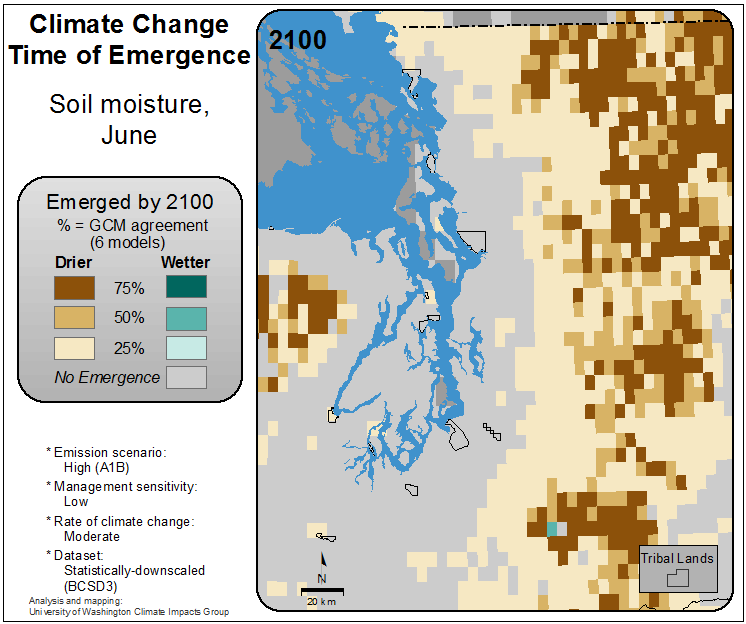 Climate Change
Time of Emergence
Soil moisture,
June
Emerged by 2100
% = GCM agreement
(6 models)
Drier Wetter
75%
50%
25%
No Emergence
* Emission scenario:
High (A1B)
* Management sensitivity:
Low
* Rate of climate change:
Moderate
* Dataset:
Statistically-downscaled
(BCSD3)
Analysis and mapping:
University of Washington Climate Impacts Group
2100
N
20 km
Tribal Lands